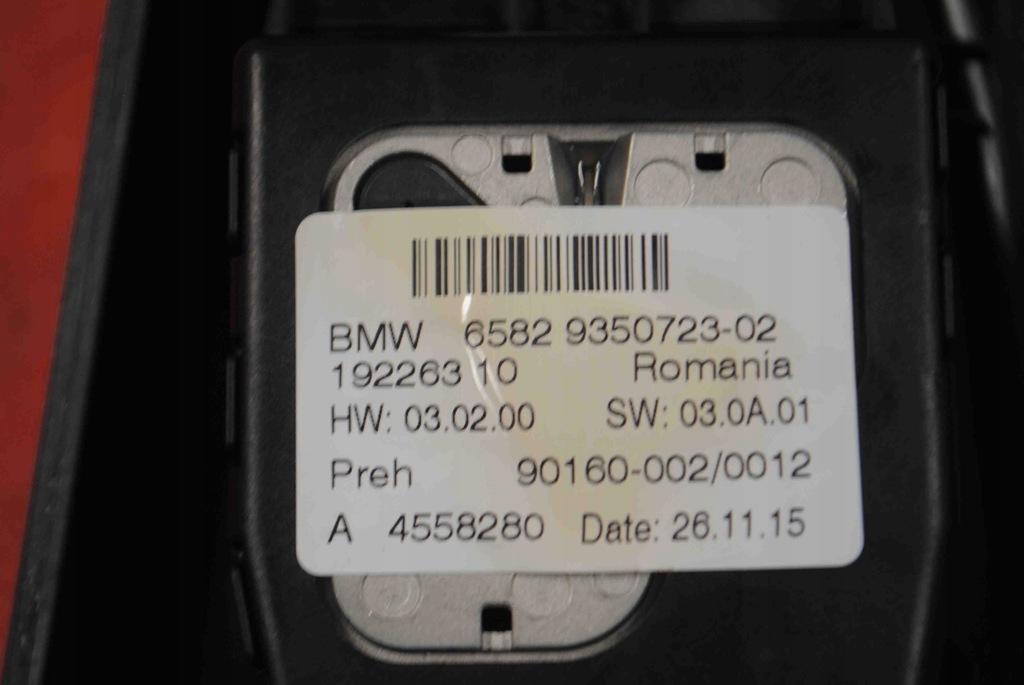 BMW 6582 9350723-02
192263 10 Romania
HW: 03.02.00 SW: 03.0A.01
Preh 90160-002/0012
A 4558280 Date: 26.11.15